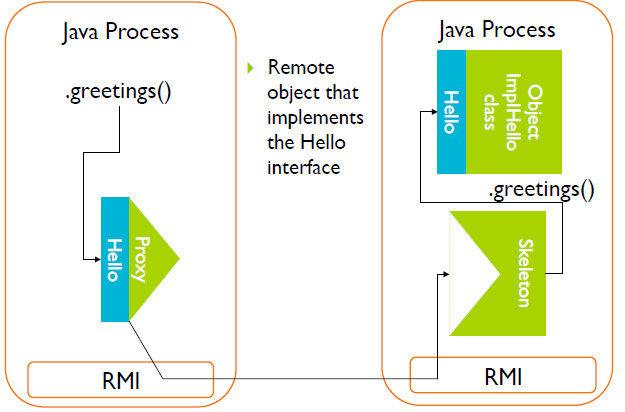 Java Process
.greetings()
Hello
Proxy
RMI
Remote
object that
implements
the Hello
interface
Java Process
Hello
Object
ImplHello
class
.greetings()
Skeleton
RMI